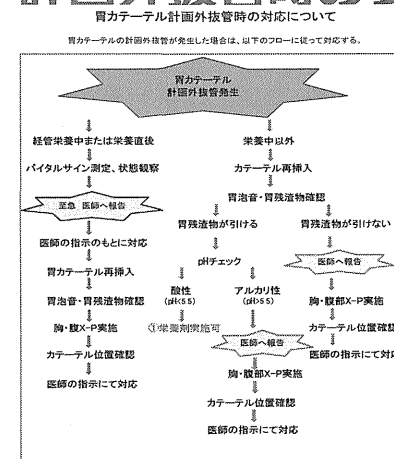 胃カテーテル計画外抜管時の対応について
胃カテーテルの計画外抜管が発生した場合は、以下のフローに従って対応する。
胃カテーテル
計画外抜管発生
経管栄養中または栄養直後
バイタルサイン測定、状態観察
至急 医師へ報告
医師の指示のもとに対応
胃カテーテル再挿入
胃泡音・胃残渣物確認
胸・腹X-P実施
カテーテル位置確認
医師の指示にて対応
栄養中以外
カテーテル再挿入
胃泡音・胃残渣物確認
胃残渣物が引ける
pHチェック
酸性
(pH<5.5)
①栄養剤実施可
アルカリ性
(pH>5.5)
医師へ報告
胸・腹部X-P実施
カテーテル位置確認
医師の指示にて対応
胃残渣物が引けない
医師へ報告
胸・腹部X-P実施
カテーテル位置確認
医師の指示にて対